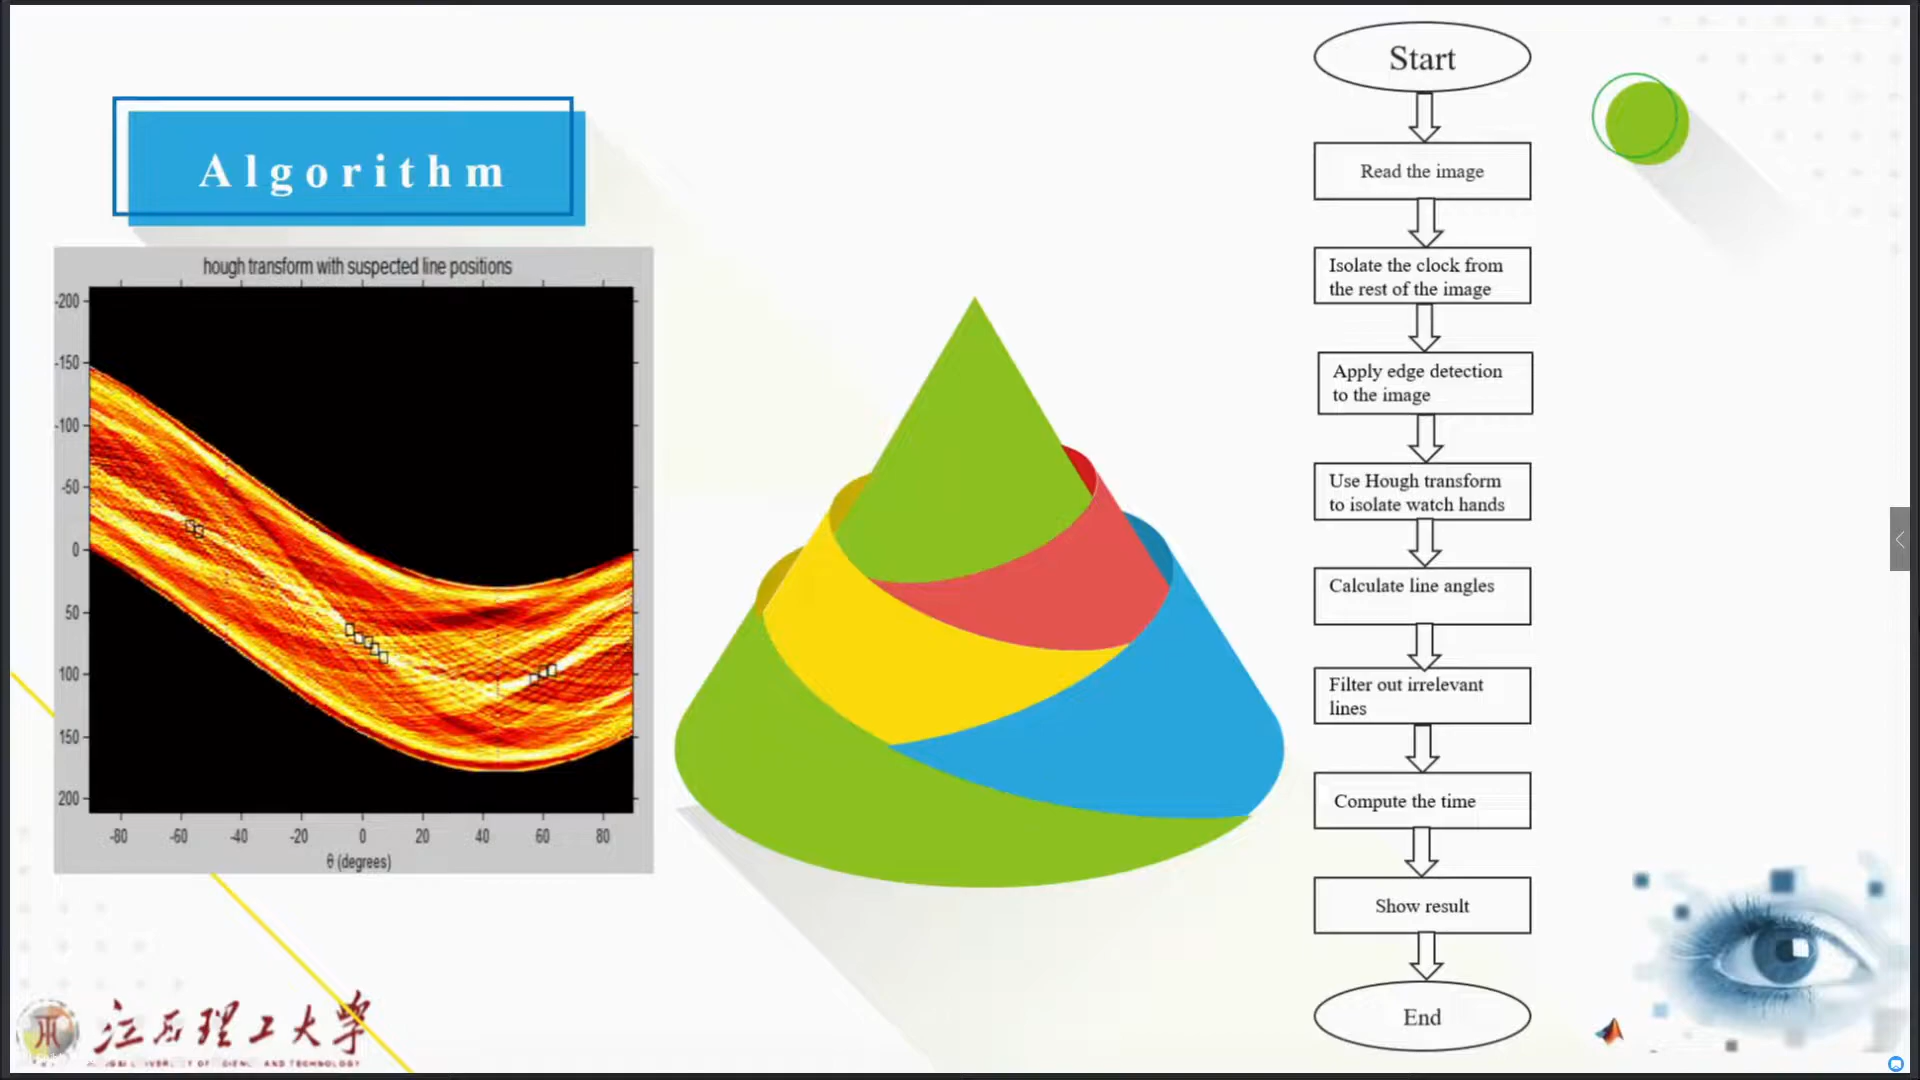 Algorithm
hough transform with suspected line positions
-200
-150
-100
-50
0
50
100
150
200
-80 -60 -40 -20 0 20 40 60 80
θ (degrees)
Start
Read the image
Isolate the clock from
the rest of the image
Apply edge detection
to the image
Use Hough transform
to isolate watch hands
Calculate line angles
Filter out irrelevant
lines
Compute the time
Show result
End
江西理工大学
AND TECHNOLOGY